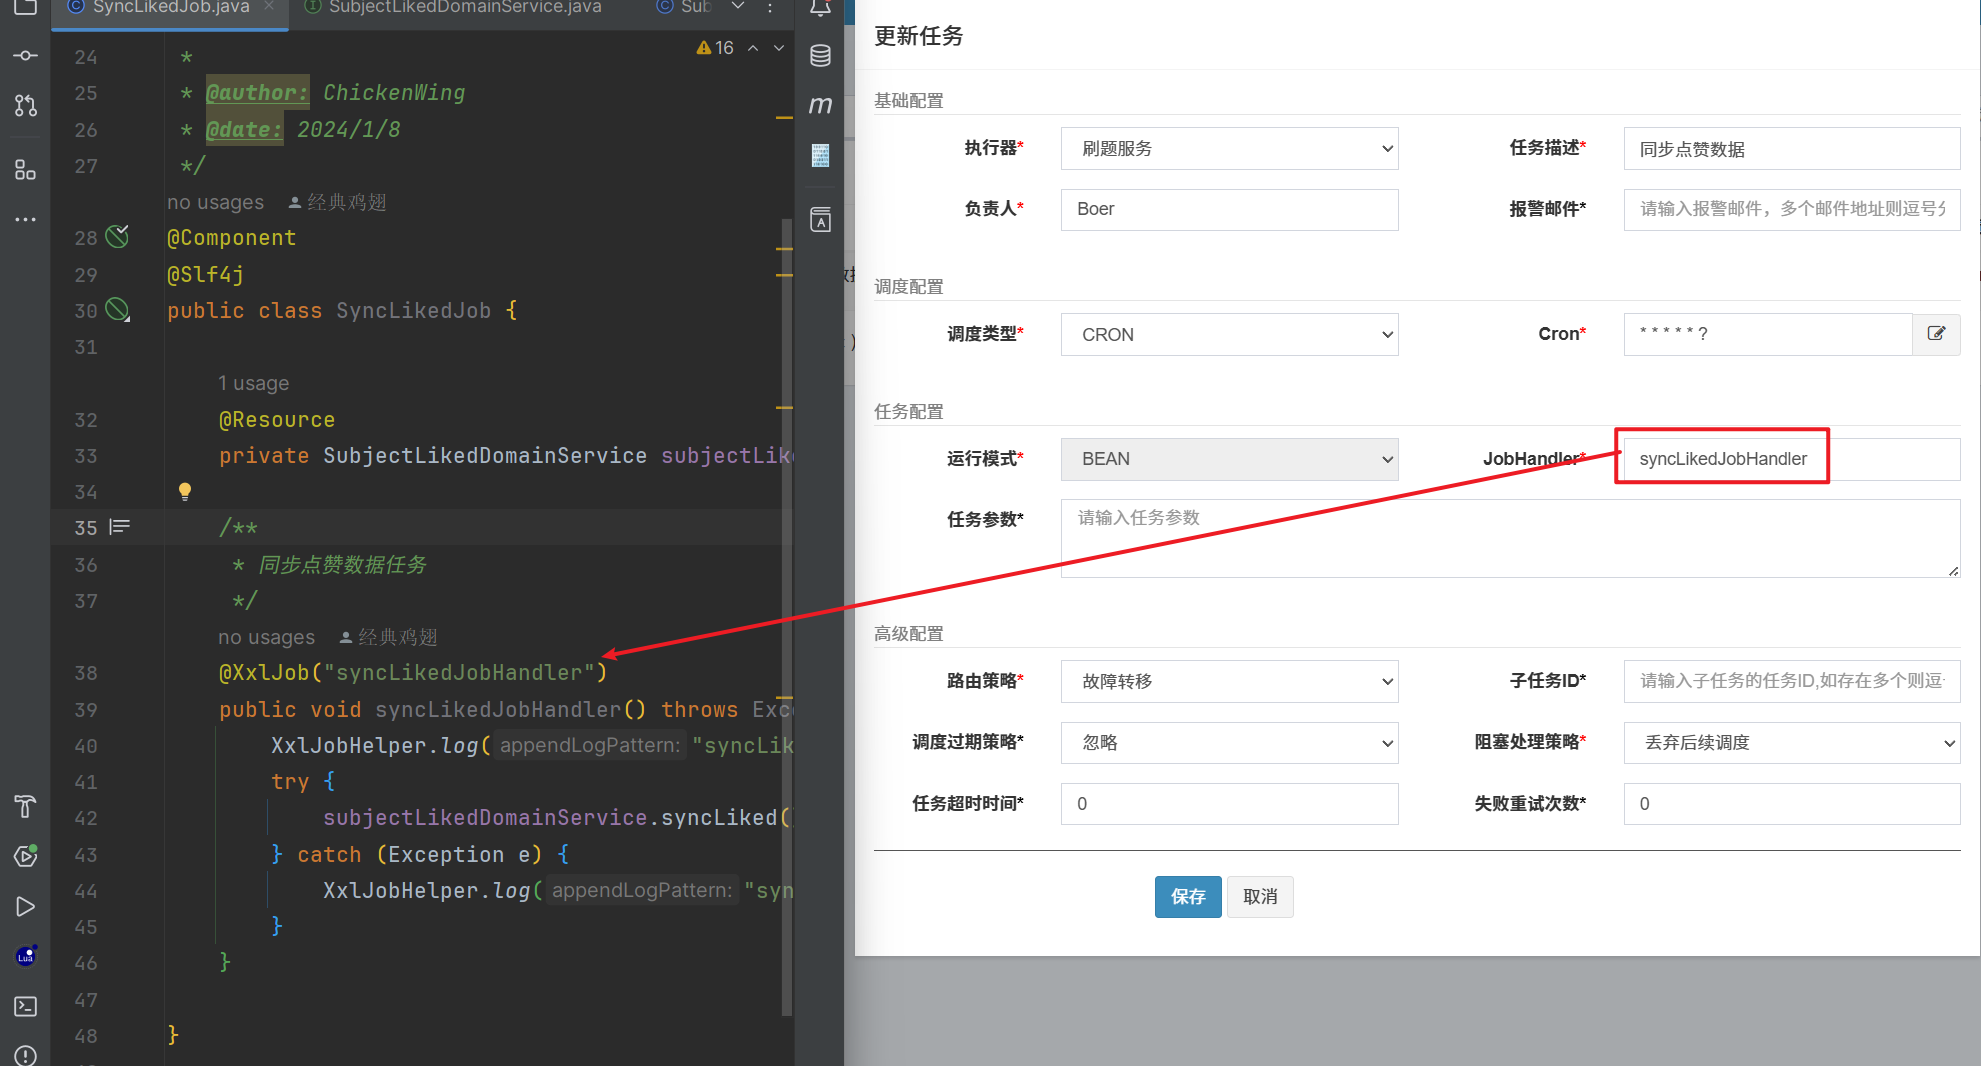 SyncLikedJob.java
SubjectLikedDomainService.java
Sub
16
24 *
25 * @author: ChickenWing
26 * @date: 2024/1/8
27 */
no usages 经典鸡翅
28 @Component
29 @Slf4j
30 public class SyncLikedJob {
31
1 usage
32 @Resource
33 private SubjectLikedDomainService subjectLik
34
35 /**
36 * 同步点赞数据任务
37 */
no usages 经典鸡翅
38 @XxlJob("syncLikedJobHandler")
39 public void syncLikedJobHandler() throws Exc
40 XxlJobHelper.log( appendLogPattern: "syncLik
41 try {
42 subjectLikedDomainService.syncLiked(
43 } catch (Exception e) {
44 XxlJobHelper.log( appendLogPattern: "syn
45 }
46 }
47
48 }
m
A
Lua
更新任务
基础配置
执行器* 刷题服务 任务描述* 同步点赞数据
负责人* Boer 报警邮件* 请输入报警邮件，多个邮件地址则逗号分
调度配置
调度类型* CRON Cron* * * * * * ?
任务配置
运行模式* BEAN JobHandler* syncLikedJobHandler
任务参数* 请输入任务参数
高级配置
路由策略* 故障转移 子任务ID* 请输入子任务的任务ID,如存在多个则逗
调度过期策略* 忽略 阻塞处理策略* 丢弃后续调度
任务超时时间* 0 失败重试次数* 0
保存 取消